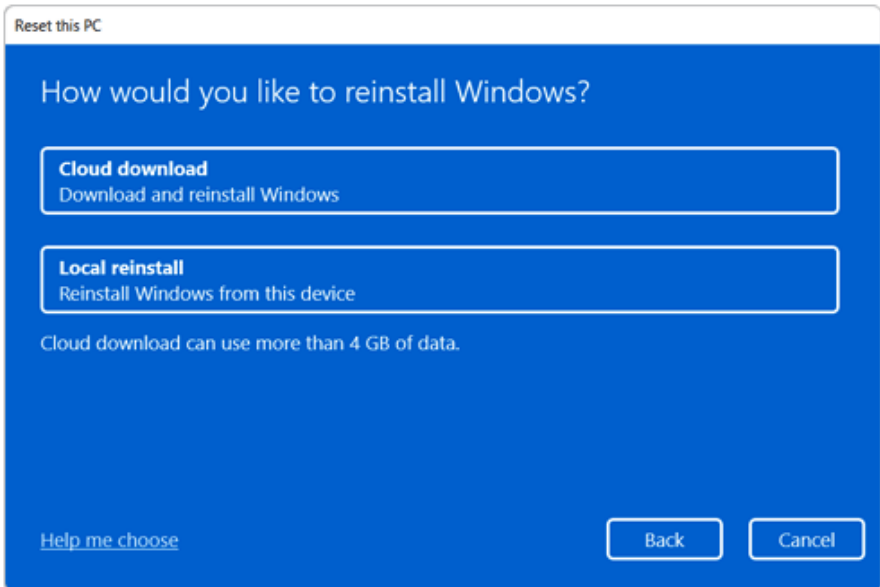 Reset this PC
How would you like to reinstall Windows?
Cloud download
Download and reinstall Windows
Local reinstall
Reinstall Windows from this device
Cloud download can use more than 4 GB of data.
Help me choose
Back
Cancel